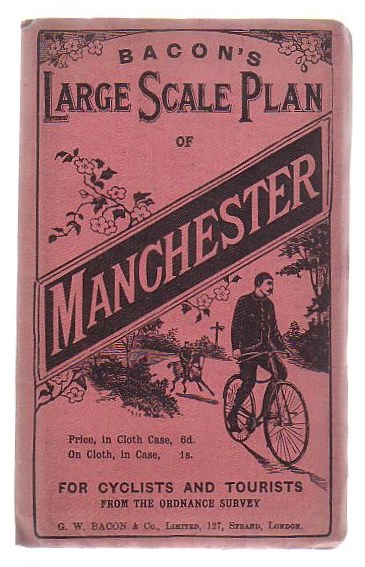 BACON'S
LARGE SCALE PLAN
OF
MANCHESTER
Price, in Cloth Case, 6d.
On Cloth, in Case, 1s.
FOR CYCLISTS AND TOURISTS
FROM THE ORDNANCE SURVEY
G. W. BACON & Co., LIMITED, 127, STRAND, LONDON.